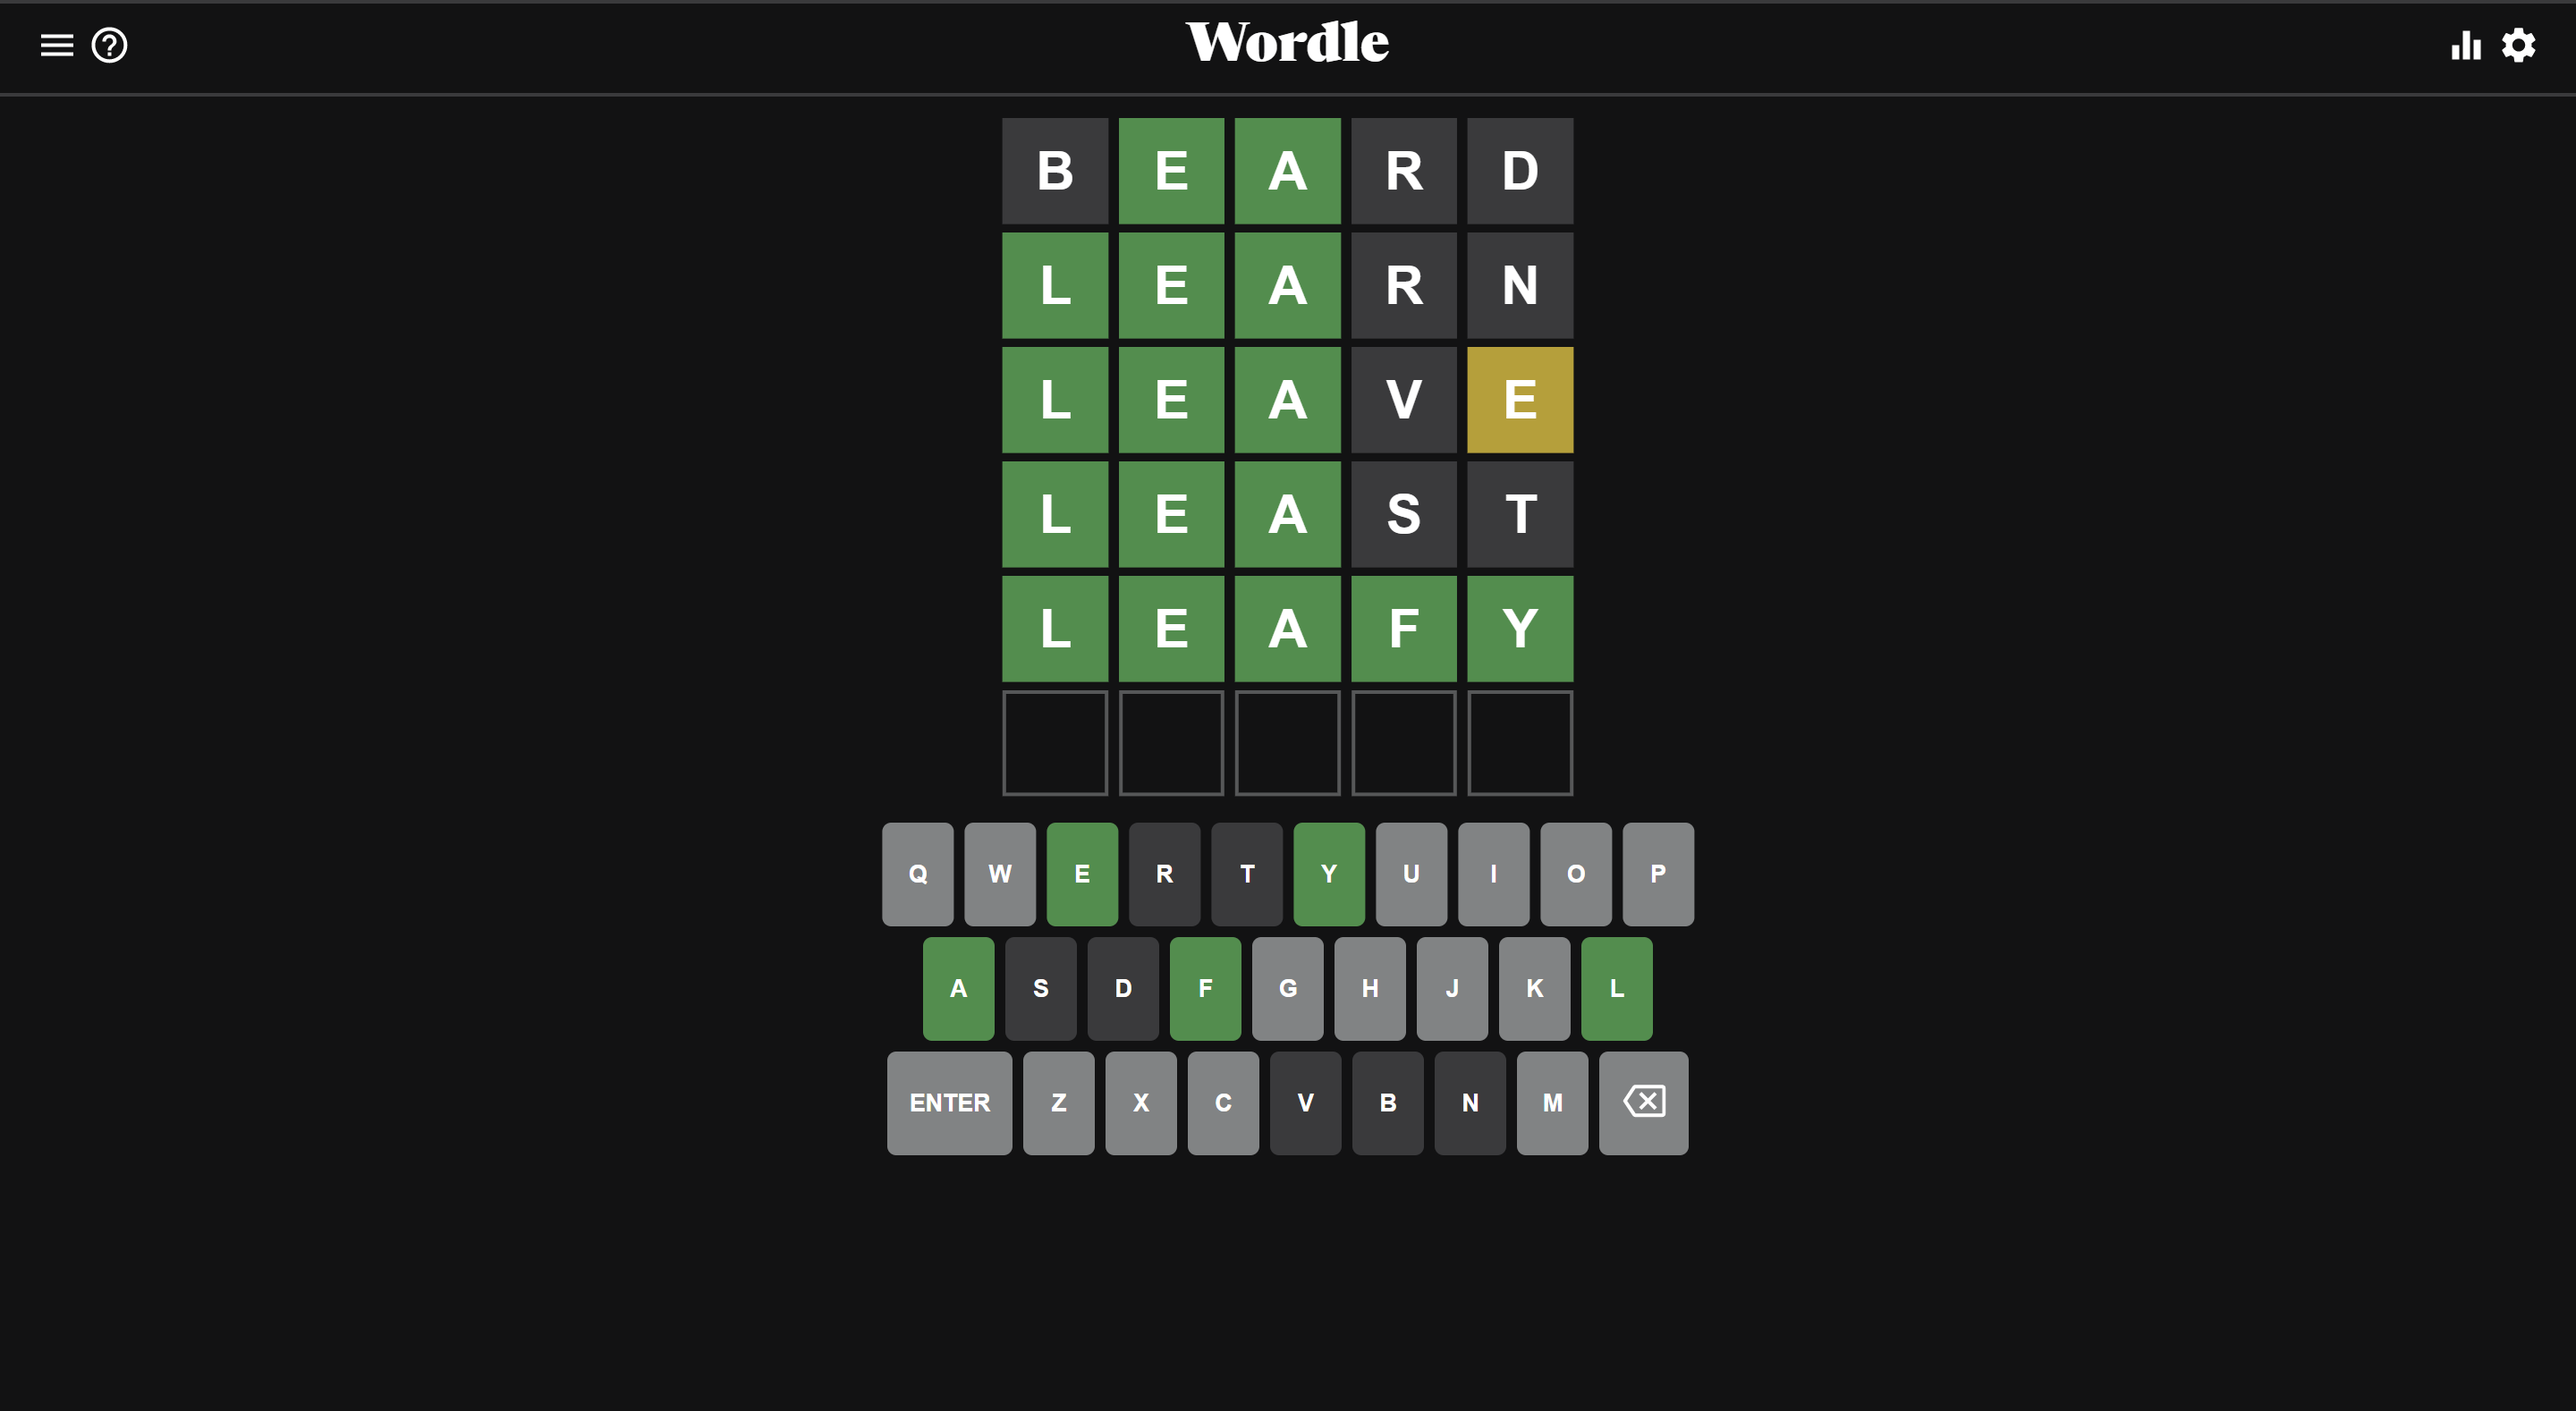 Wordle
B E A R D
L E A R N
L E A V E
L E A S T
L E A F Y
Q W E R T Y U I O P
A S D F G H J K L
ENTER Z X C V B N M